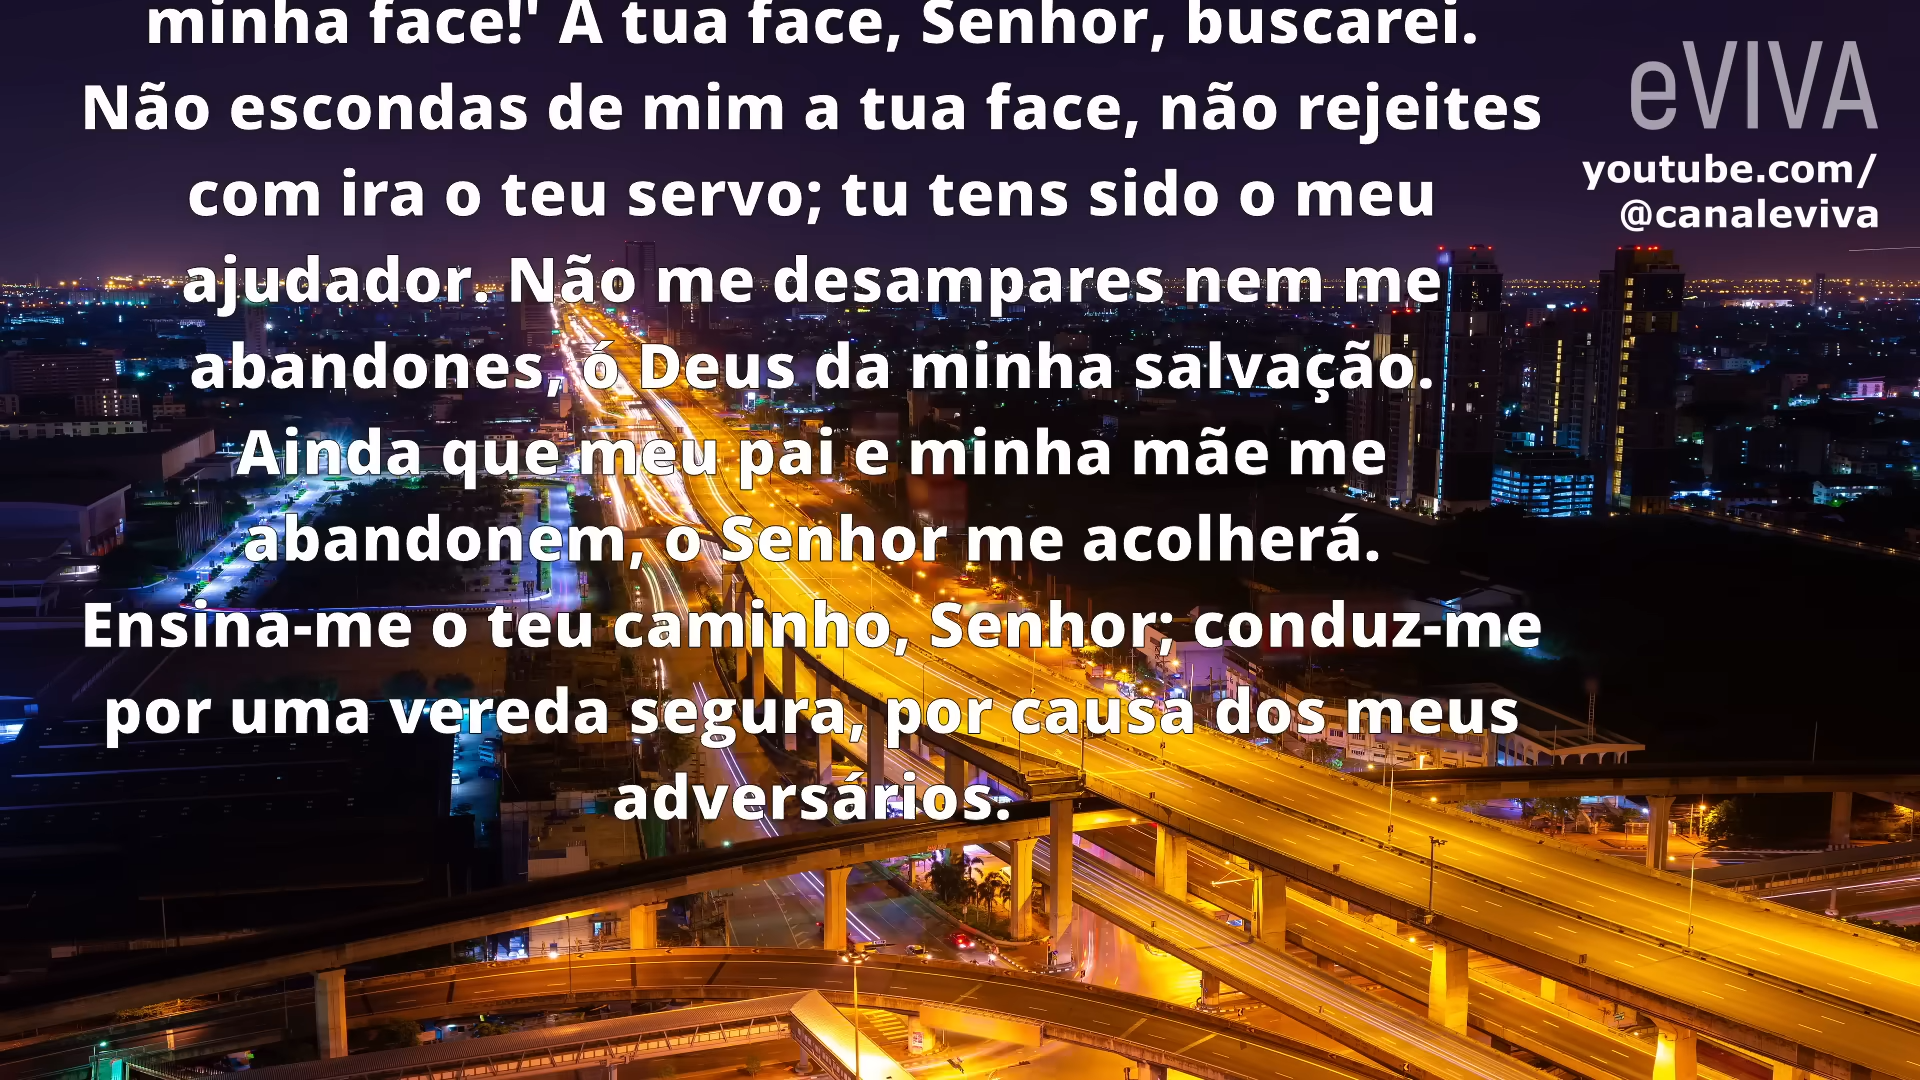 minha face!' A tua face, Senhor, buscarei.
Não escondas de mim a tua face, não rejeites
com ira o teu servo; tu tens sido o meu
ajudador. Não me desampares nem me
abandones, ó Deus da minha salvação.
Ainda que meu pai e minha mãe me
abandonem, o Senhor me acolherá.
Ensina-me o teu caminho, Senhor; conduz-me
por uma vereda segura, por causa dos meus
adversários.
eVIVA
youtube.com/
@canaleviva